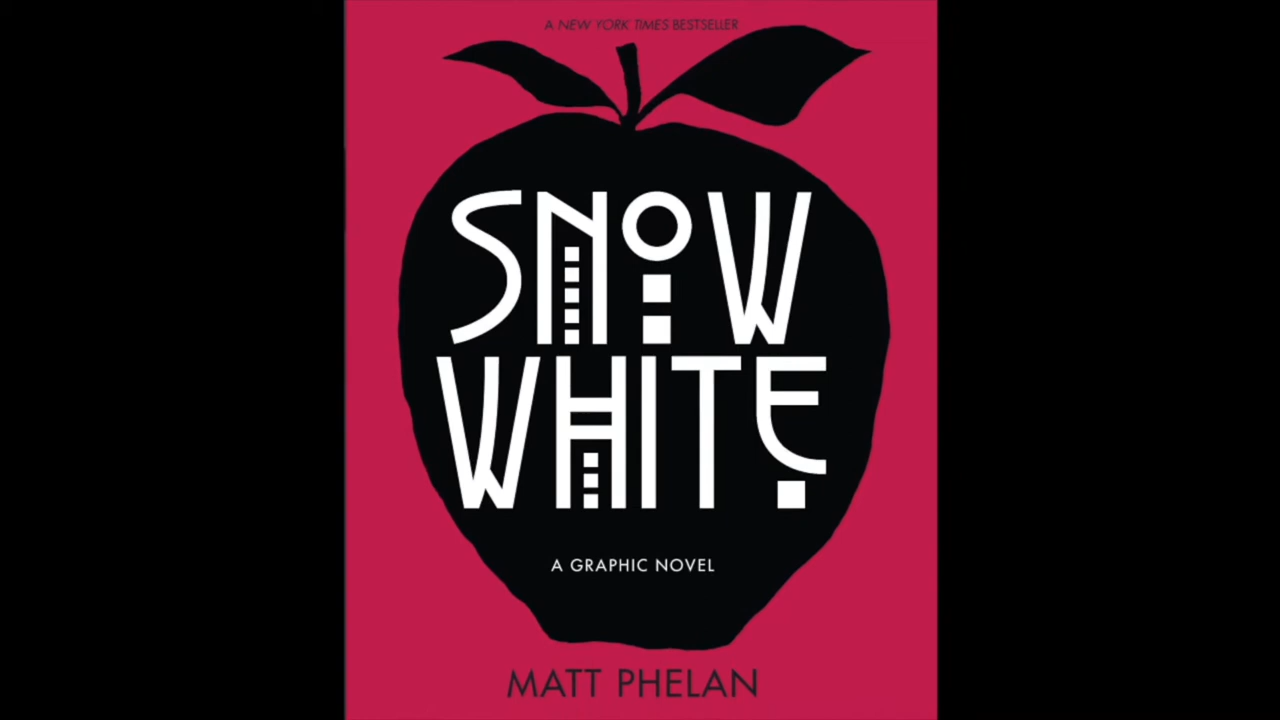 A NEW YORK TIMES BESTSELLER
SNOW
WHITE
A GRAPHIC NOVEL
MATT PHELAN